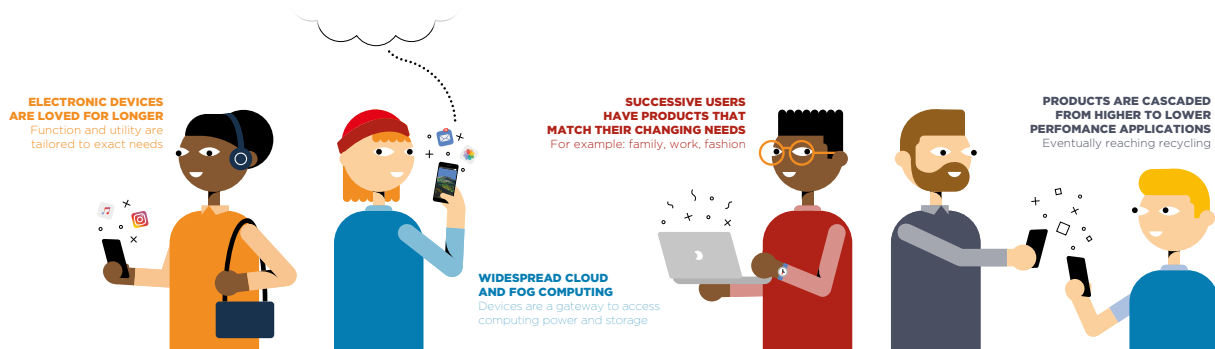 ELECTRONIC DEVICES
ARE LOVED FOR LONGER
Function and utility are
tailored to exact needs
WIDESPREAD CLOUD
AND FOG COMPUTING
Devices are a gateway to access
computing power and storage
SUCCESSIVE USERS
HAVE PRODUCTS THAT
MATCH THEIR CHANGING NEEDS
For example: family, work, fashion
PRODUCTS ARE CASCADED
FROM HIGHER TO LOWER
PERFOMANCE APPLICATIONS
Eventually reaching recycling